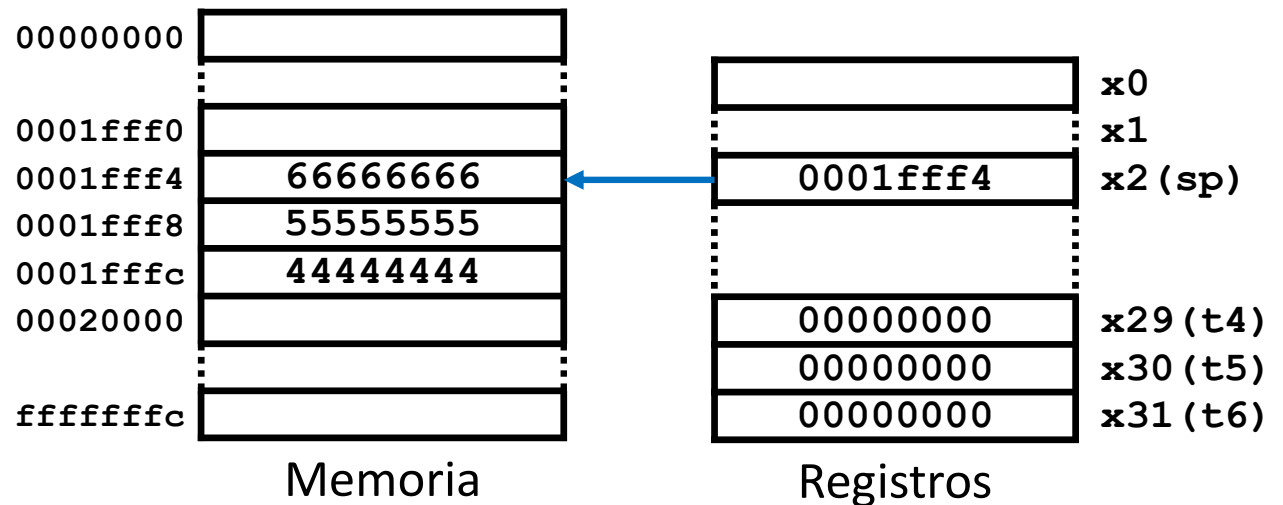 00000000
x0
0001fff0
x1
0001fff4 66666666 0001fff4 x2(sp)
0001fff8 55555555
0001fffc 44444444
00020000 00000000 x29(t4)
00000000 x30(t5)
fffffffc 00000000 x31(t6)
Memoria Registros